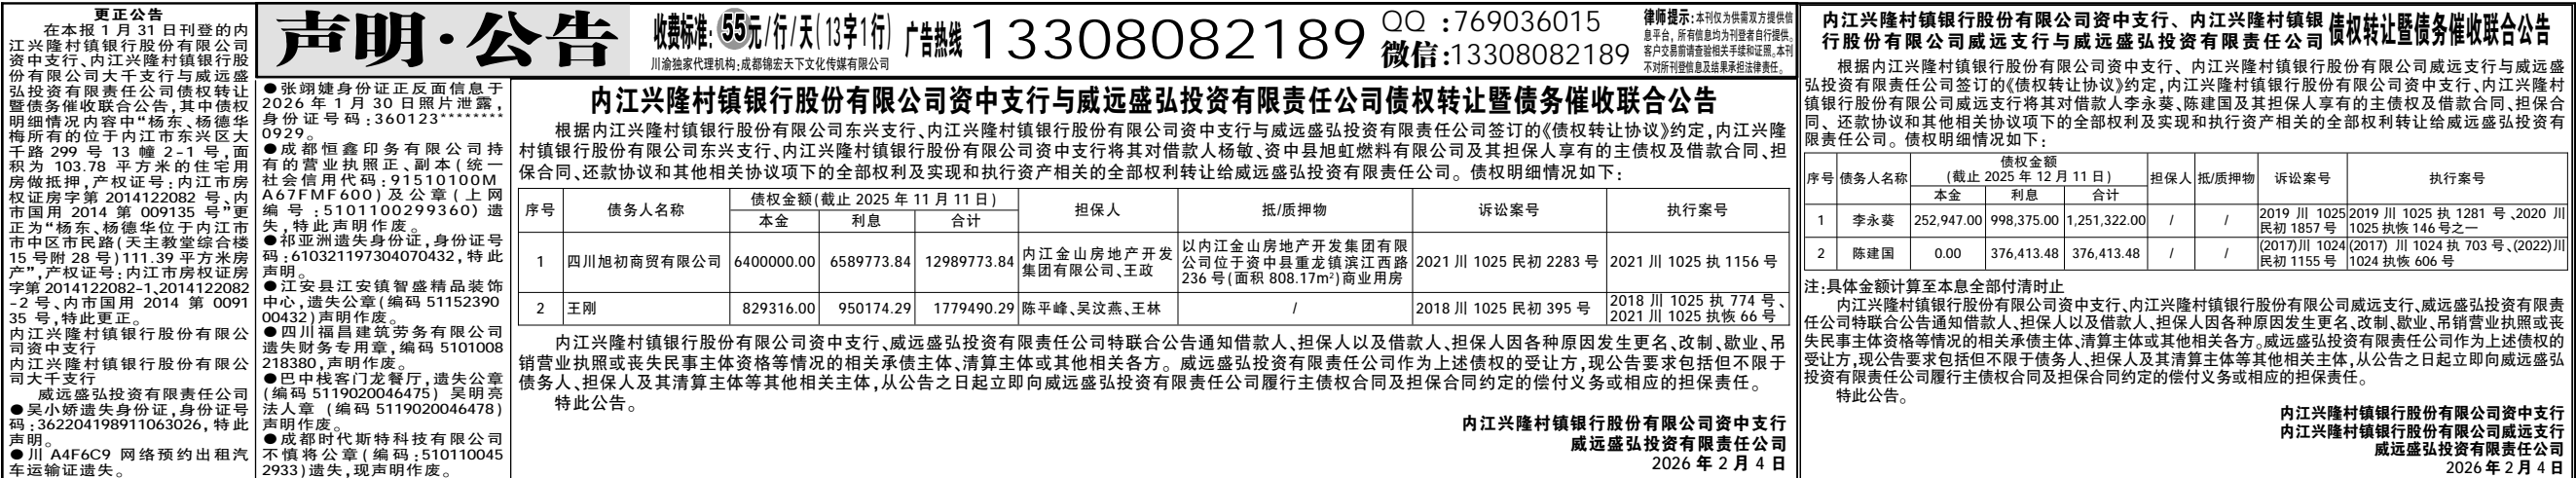 更正公告
在本报1月31日刊登的内
江兴隆村镇银行股份有限公司
资中支行、内江兴隆村镇银行股
份有限公司大千支行与威远盛
弘投资有限责任公司债权转让
暨债务催收联合公告,其中债权
明细情况内容中“杨东、杨德华
梅所有的位于内江市东兴区大
千路299号13幢2-1号,面
积为103.78平方米的住宅用
房做抵押,产权证号:内江市房
权证房字第2014122082号、内
市国用2014第009135号”更
正为“杨东、杨德华位于内江市
市中区市民路(天主教堂综合楼
15号附28号)111.39平方米房
产”,产权证号:内江市房权证房
字第2014122082-1、2014122082
-2号、内市国用2014第0091
35号,特此更正。
内江兴隆村镇银行股份有限公
司资中支行
内江兴隆村镇银行股份有限公
司大千支行
威远盛弘投资有限责任公司
●吴小娇遗失身份证,身份证号
码:362204198911063026,特此
声明。
●川A4F6C9网络预约出租汽
车运输证遗失。
声明·公告
收费标准:55元/行/天(13字1行)
川渝独家代理机构:成都锦宏天下文化传媒有限公司
广告热线13308082189
QQ:769036015
微信:13308082189
律师提示:本刊仅为供需双方提供信
息平台,所有信息均为刊登者自行提供。
客户交易前请查验相关手续和证照。本刊
不对所刊登信息及结果承担法律责任。
●张翊婕身份证正反面信息于
2026年1月30日照片泄露,
身份证号码:360123********
0929。
●成都恒鑫印务有限公司持
有的营业执照正、副本(统一
社会信用代码:91510100M
A67FMF600)及公章(上网
编号:5101100299360)遗
失,特此声明作废。
●祁亚洲遗失身份证,身份证号
码:610321197304070432,特此
声明。
●江安县江安镇智盛精品装饰
中心,遗失公章(编码51152390
00432)声明作废。
●四川福昌建筑劳务有限公司
遗失财务专用章,编码5101008
218380,声明作废。
●巴中栈客门龙餐厅,遗失公章
(编码5119020046475)吴明亮
法人章(编码5119020046478)
声明作废。
●成都时代斯特科技有限公司
不慎将公章(编码:510110045
2933)遗失,现声明作废。
内江兴隆村镇银行股份有限公司资中支行与威远盛弘投资有限责任公司债权转让暨债务催收联合公告
根据内江兴隆村镇银行股份有限公司东兴支行、内江兴隆村镇银行股份有限公司资中支行与威远盛弘投资有限责任公司签订的《债权转让协议》约定,内江兴隆
村镇银行股份有限公司东兴支行、内江兴隆村镇银行股份有限公司资中支行将其对借款人杨敏、资中县旭虹燃料有限公司及其担保人享有的主债权及借款合同、担
保合同、还款协议和其他相关协议项下的全部权利及实现和执行资产相关的全部权利转让给威远盛弘投资有限责任公司。债权明细情况如下:
序号 债务人名称 债权金额(截止2025年11月11日) 担保人 抵/质押物 诉讼案号 执行案号
本金 利息 合计
1 四川旭初商贸有限公司 6400000.00 6589773.84 12989773.84 内江金山房地产开发集团有限公司、王政 以内江金山房地产开发集团有限公司位于资中县重龙镇滨江西路236号(面积808.17m²)商业用房 2021川1025民初2283号 2021川1025执1156号
2 王刚 829316.00 950174.29 1779490.29 陈平峰、吴汶燕、王林 / 2018川1025民初395号 2018川1025执774号、2021川1025执恢66号
内江兴隆村镇银行股份有限公司资中支行、威远盛弘投资有限责任公司特联合公告通知借款人、担保人以及借款人、担保人因各种原因发生更名、改制、歇业、吊
销营业执照或丧失民事主体资格等情况的相关承债主体、清算主体或其他相关各方。威远盛弘投资有限责任公司作为上述债权的受让方,现公告要求包括但不限于
债务人、担保人及其清算主体等其他相关主体,从公告之日起立即向威远盛弘投资有限责任公司履行主债权合同及担保合同约定的偿付义务或相应的担保责任。
特此公告。
内江兴隆村镇银行股份有限公司资中支行
威远盛弘投资有限责任公司
2026年2月4日
内江兴隆村镇银行股份有限公司资中支行、内江兴隆村镇银
行股份有限公司威远支行与威远盛弘投资有限责任公司
债权转让暨债务催收联合公告
根据内江兴隆村镇银行股份有限公司资中支行、内江兴隆村镇银行股份有限公司威远支行与威远盛
弘投资有限责任公司签订的《债权转让协议》约定,内江兴隆村镇银行股份有限公司资中支行、内江兴隆村
镇银行股份有限公司威远支行将其对借款人李永葵、陈建国及其担保人享有的主债权及借款合同、担保合
同、还款协议和其他相关协议项下的全部权利及实现和执行资产相关的全部权利转让给威远盛弘投资有
限责任公司。债权明细情况如下:
序号 债务人名称 债权金额(截止2025年12月11日) 担保人 抵/质押物 诉讼案号 执行案号
本金 利息 合计
1 李永葵 252,947.00 998,375.00 1,251,322.00 / / 2019川1025民初1857号 2019川1025执1281号、2020川1025执恢146号之一
2 陈建国 0.00 376,413.48 376,413.48 / / (2017)川1024民初1155号 (2017)川1024执703号、(2022)川1024执恢606号
注:具体金额计算至本息全部付清时止
内江兴隆村镇银行股份有限公司资中支行、内江兴隆村镇银行股份有限公司威远支行、威远盛弘投资有限责
任公司特联合公告通知借款人、担保人以及借款人、担保人因各种原因发生更名、改制、歇业、吊销营业执照或丧
失民事主体资格等情况的相关承债主体、清算主体或其他相关各方。威远盛弘投资有限责任公司作为上述债权的
受让方,现公告要求包括但不限于债务人、担保人及其清算主体等其他相关主体,从公告之日起立即向威远盛弘
投资有限责任公司履行主债权合同及担保合同约定的偿付义务或相应的担保责任。
特此公告。
内江兴隆村镇银行股份有限公司资中支行
内江兴隆村镇银行股份有限公司威远支行
威远盛弘投资有限责任公司
2026年2月4日